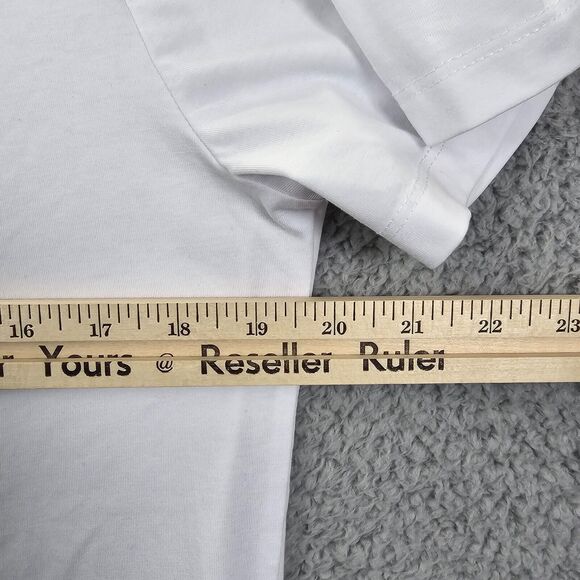 16 17 18 19 20 21 22 23
r Yours @ Reseller Ruler